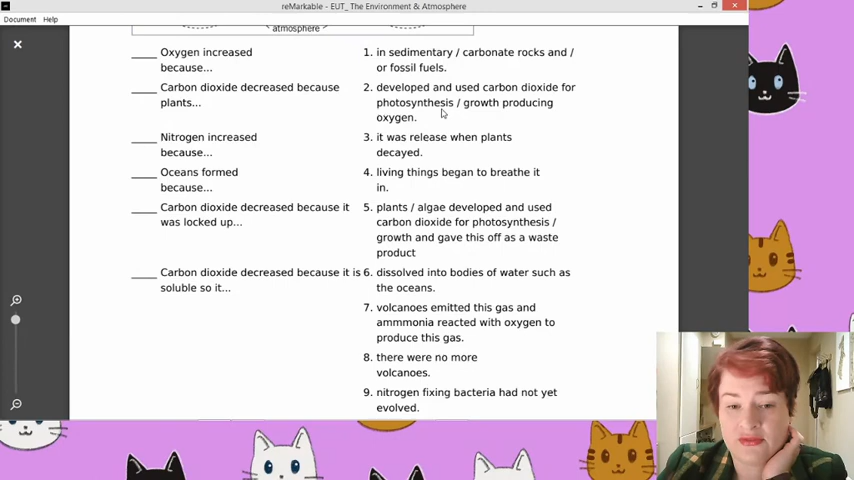 reMarkable - EUT_ The Environment & Atmosphere
Document Help
atmosphere
_____ Oxygen increased
because...
_____ Carbon dioxide decreased because
plants...
_____ Nitrogen increased
because...
_____ Oceans formed
because...
_____ Carbon dioxide decreased because it
was locked up...
_____ Carbon dioxide decreased because it is
soluble so it...
1. in sedimentary / carbonate rocks and /
or fossil fuels.
2. developed and used carbon dioxide for
photosynthesis / growth producing
oxygen.
3. it was release when plants
decayed.
4. living things began to breathe it
in.
5. plants / algae developed and used
carbon dioxide for photosynthesis /
growth and gave this off as a waste
product
6. dissolved into bodies of water such as
the oceans.
7. volcanoes emitted this gas and
ammmonia reacted with oxygen to
produce this gas.
8. there were no more
volcanoes.
9. nitrogen fixing bacteria had not yet
evolved.